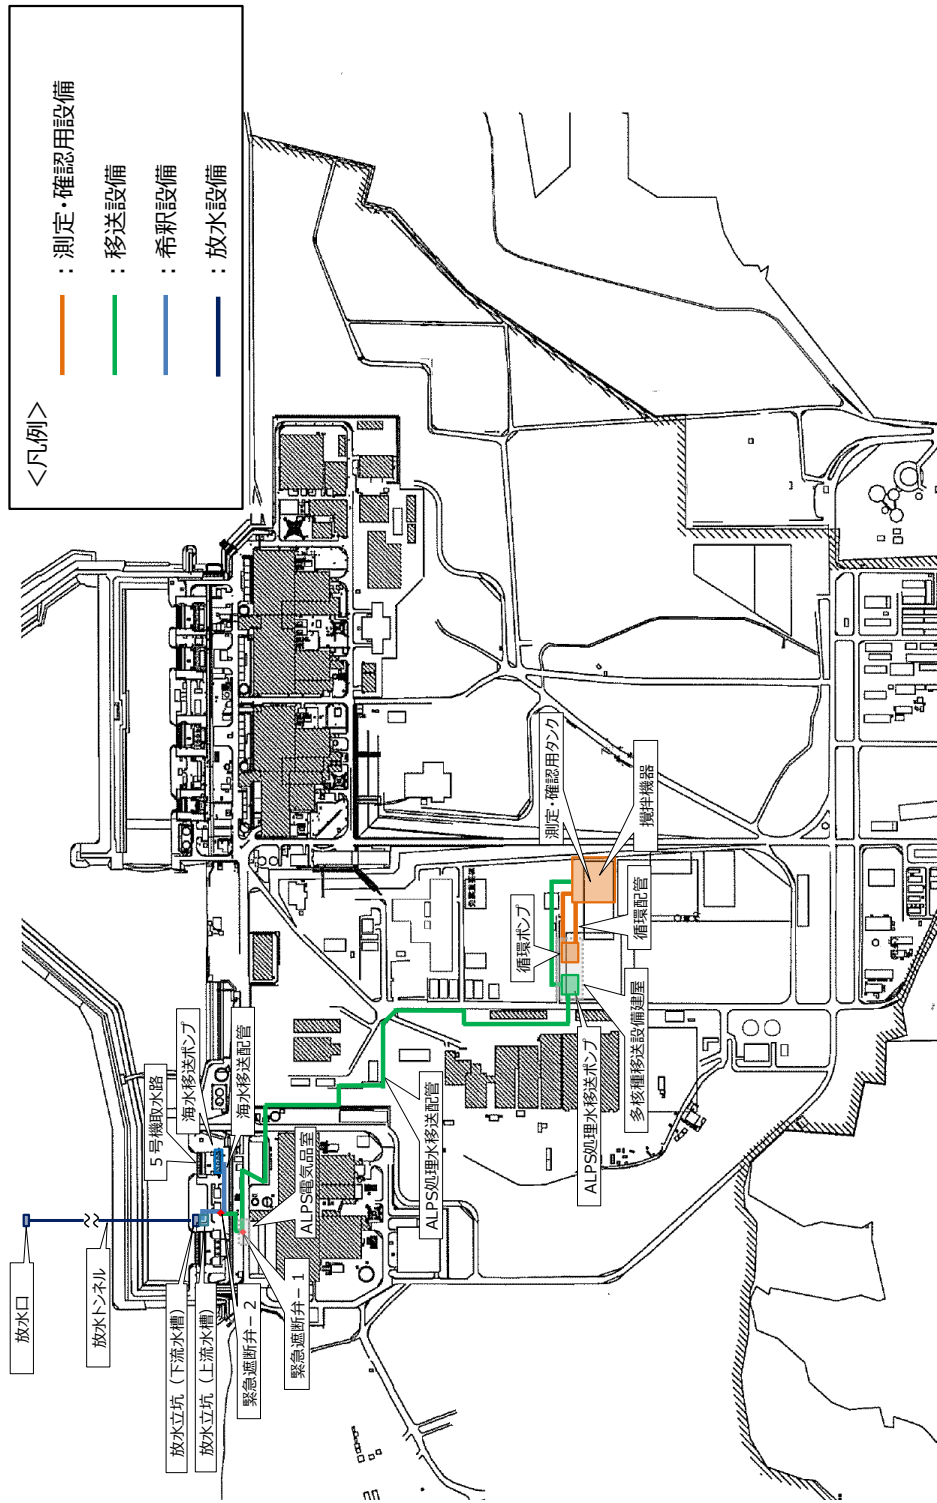 <凡例>
：測定・確認用設備
：移送設備
：希釈設備
：放水設備
放水口
放水トンネル
5号機取水路
海水移送ポンプ
海水移送配管
放水立坑（下流水槽）
放水立坑（上流水槽）
緊急遮断弁－2
緊急遮断弁－1
ALPS電気品室
ALPS処理水移送配管
循環ポンプ
測定・確認用タンク
攪拌機器
循環配管
多核種移送設備建屋
ALPS処理水移送ポンプ